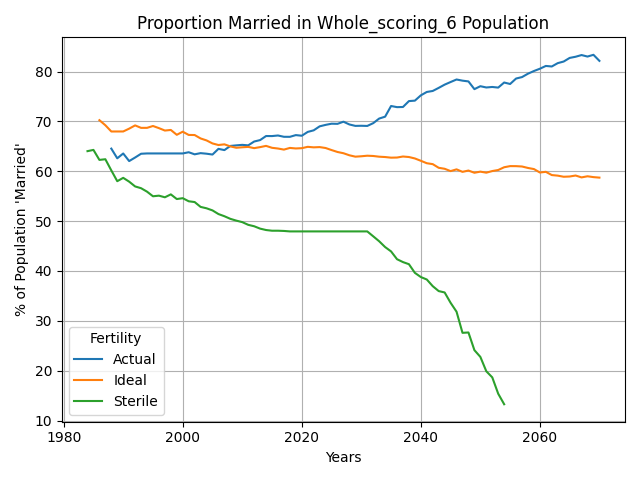 Proportion Married in Whole_scoring_6 Population
% of Population 'Married'
80
70
60
50
40
30
20
10
Fertility
Actual
Ideal
Sterile
1980
2000
2020
2040
2060
Years